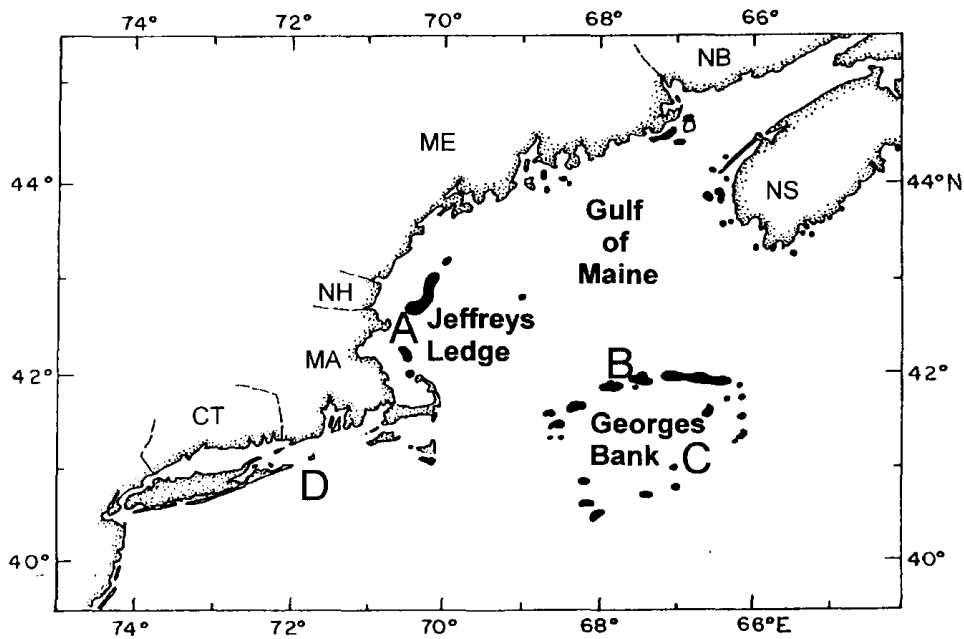 74° 72° 70° 68° 66°
NB
ME
44° 44°N
NS
Gulf
of
Maine
NH
A Jeffreys
Ledge
MA
42° B 42°
CT
Georges
Bank C
D
40° 40°
74° 72° 70° 68° 66°E